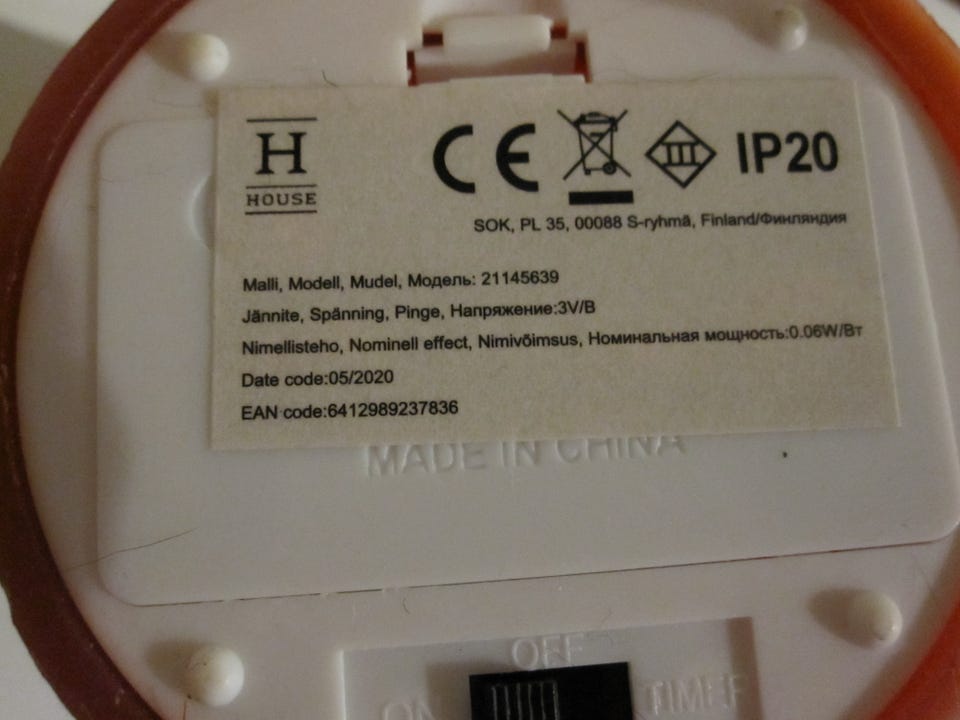 H
HOUSE
CE
III
IP20
SOK, PL 35, 00088 S-ryhmä, Finland/Финляндия
Malli, Modell, Mudel, Модель: 21145639
Jännite, Spänning, Pinge, Напряжение:3V/В
Nimellisteho, Nominell effect, Nimivõimsus, Номинальная мощность:0.06W/Вт
Date code:05/2020
EAN code:6412989237836
MADE IN CHINA
OFF
ON TIMER